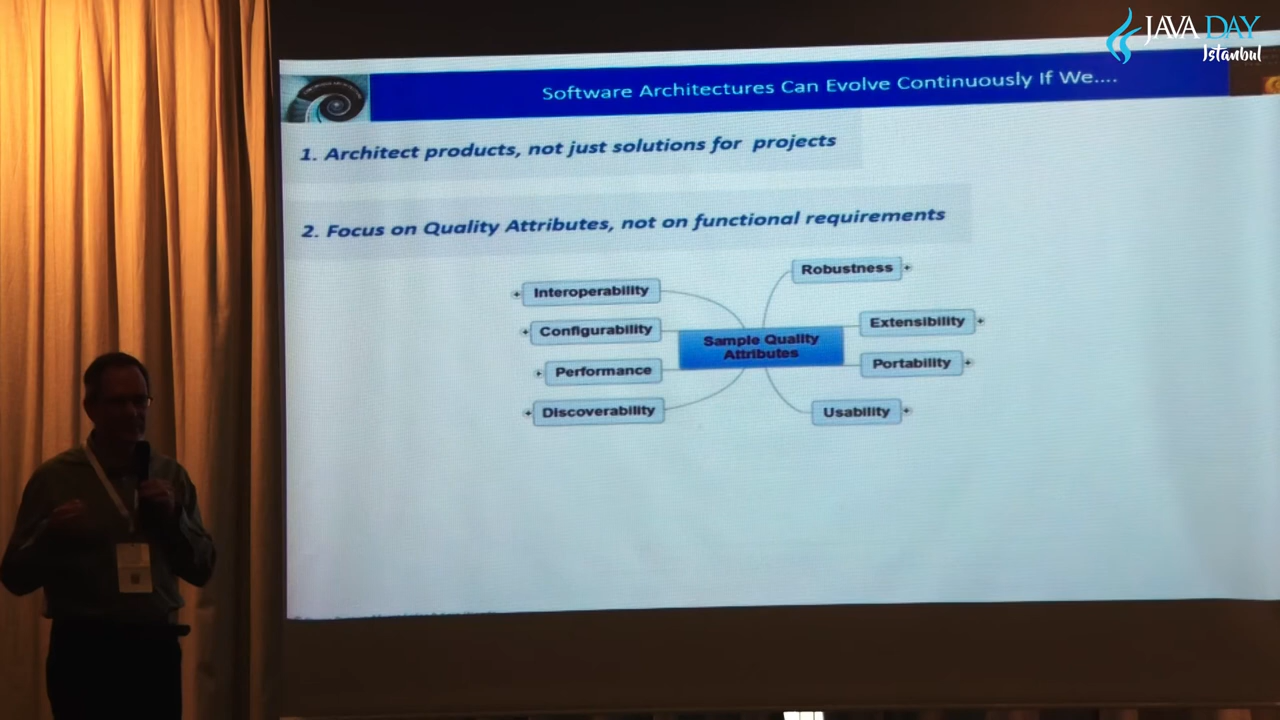 JAVA DAY
Istanbul
Software Architectures Can Evolve Continuously If We....
1. Architect products, not just solutions for projects
2. Focus on Quality Attributes, not on functional requirements
Robustness
Interoperability
Extensibility
Configurability
Sample Quality
Attributes
Portability
Performance
Discoverability
Usability